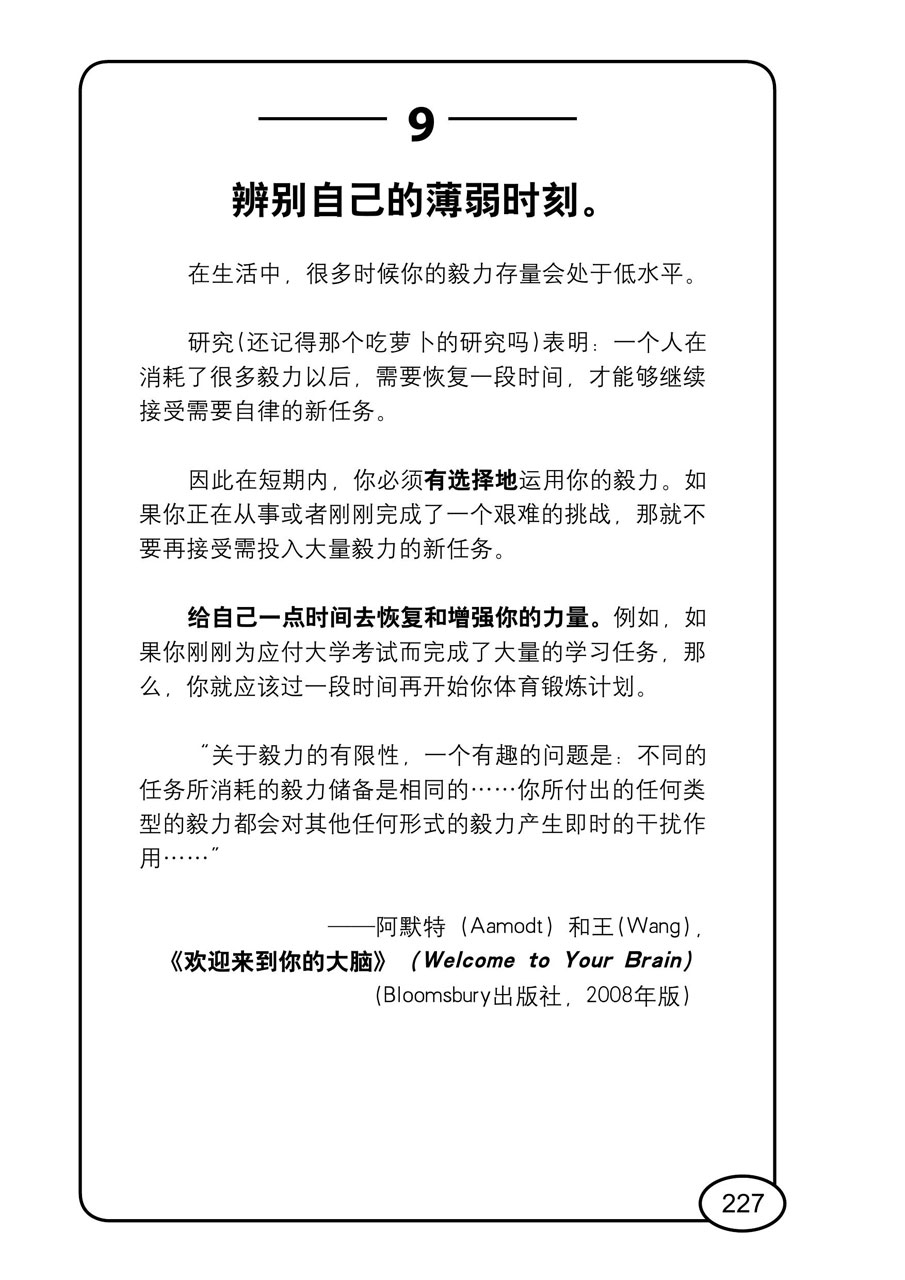 9
辨别自己的薄弱时刻。
在生活中，很多时候你的毅力存量会处于低水平。
研究(还记得那个吃萝卜的研究吗)表明：一个人在
消耗了很多毅力以后，需要恢复一段时间，才能够继续
接受需要自律的新任务。
因此在短期内，你必须有选择地运用你的毅力。如
果你正在从事或者刚刚完成了一个艰难的挑战，那就不
要再接受需投入大量毅力的新任务。
给自己一点时间去恢复和增强你的力量。例如，如
果你刚刚为应付大学考试而完成了大量的学习任务，那
么，你就应该过一段时间再开始你体育锻炼计划。
“关于毅力的有限性，一个有趣的问题是：不同的
任务所消耗的毅力储备是相同的……你所付出的任何类
型的毅力都会对其他任何形式的毅力产生即时的干扰作
用……”
——阿默特（Aamodt）和王(Wang)，
《欢迎来到你的大脑》（Welcome to Your Brain）
（Bloomsbury出版社，2008年版）
227